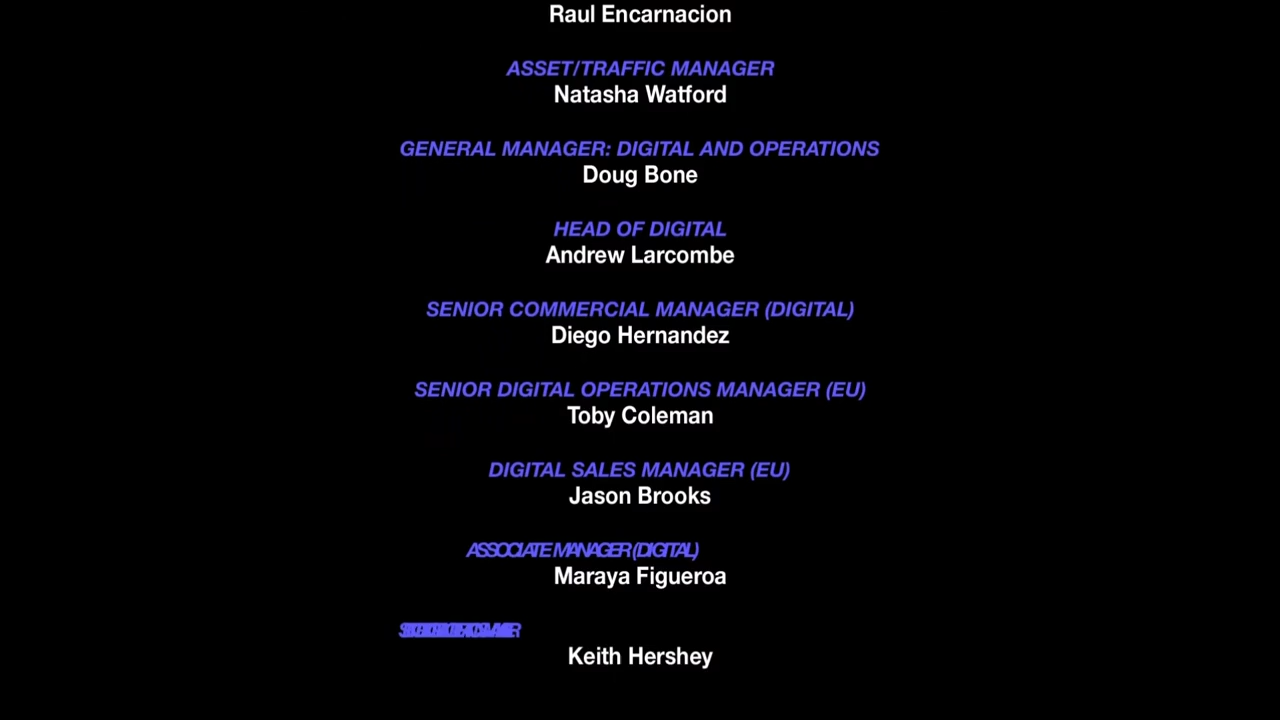 Raul Encarnacion
ASSET/TRAFFIC MANAGER
Natasha Watford
GENERAL MANAGER: DIGITAL AND OPERATIONS
Doug Bone
HEAD OF DIGITAL
Andrew Larcombe
SENIOR COMMERCIAL MANAGER (DIGITAL)
Diego Hernandez
SENIOR DIGITAL OPERATIONS MANAGER (EU)
Toby Coleman
DIGITAL SALES MANAGER (EU)
Jason Brooks
ASSOCIATE MANAGER (DIGITAL)
Maraya Figueroa
Keith Hershey